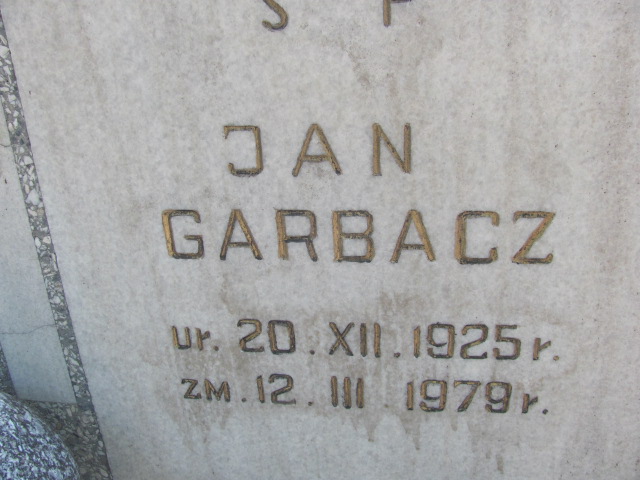 S P
JAN
GARBACZ
ur. 20.XII.1925r.
zm. 12.III.1979r.